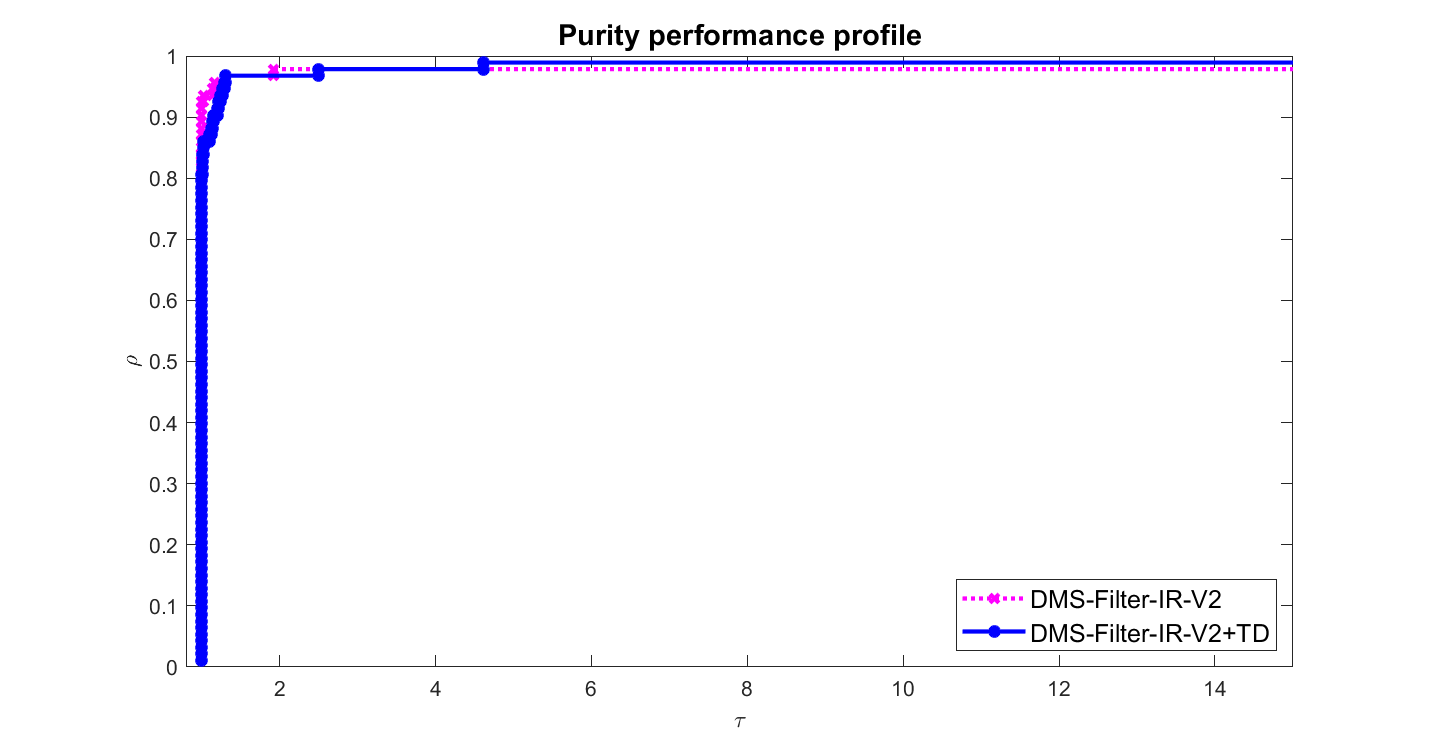 Purity performance profile
1
0.9
0.8
0.7
0.6
0.5
0.4
0.3
0.2
0.1
0
ρ
2 4 6 8 10 12 14
τ
DMS-Filter-IR-V2
DMS-Filter-IR-V2+TD